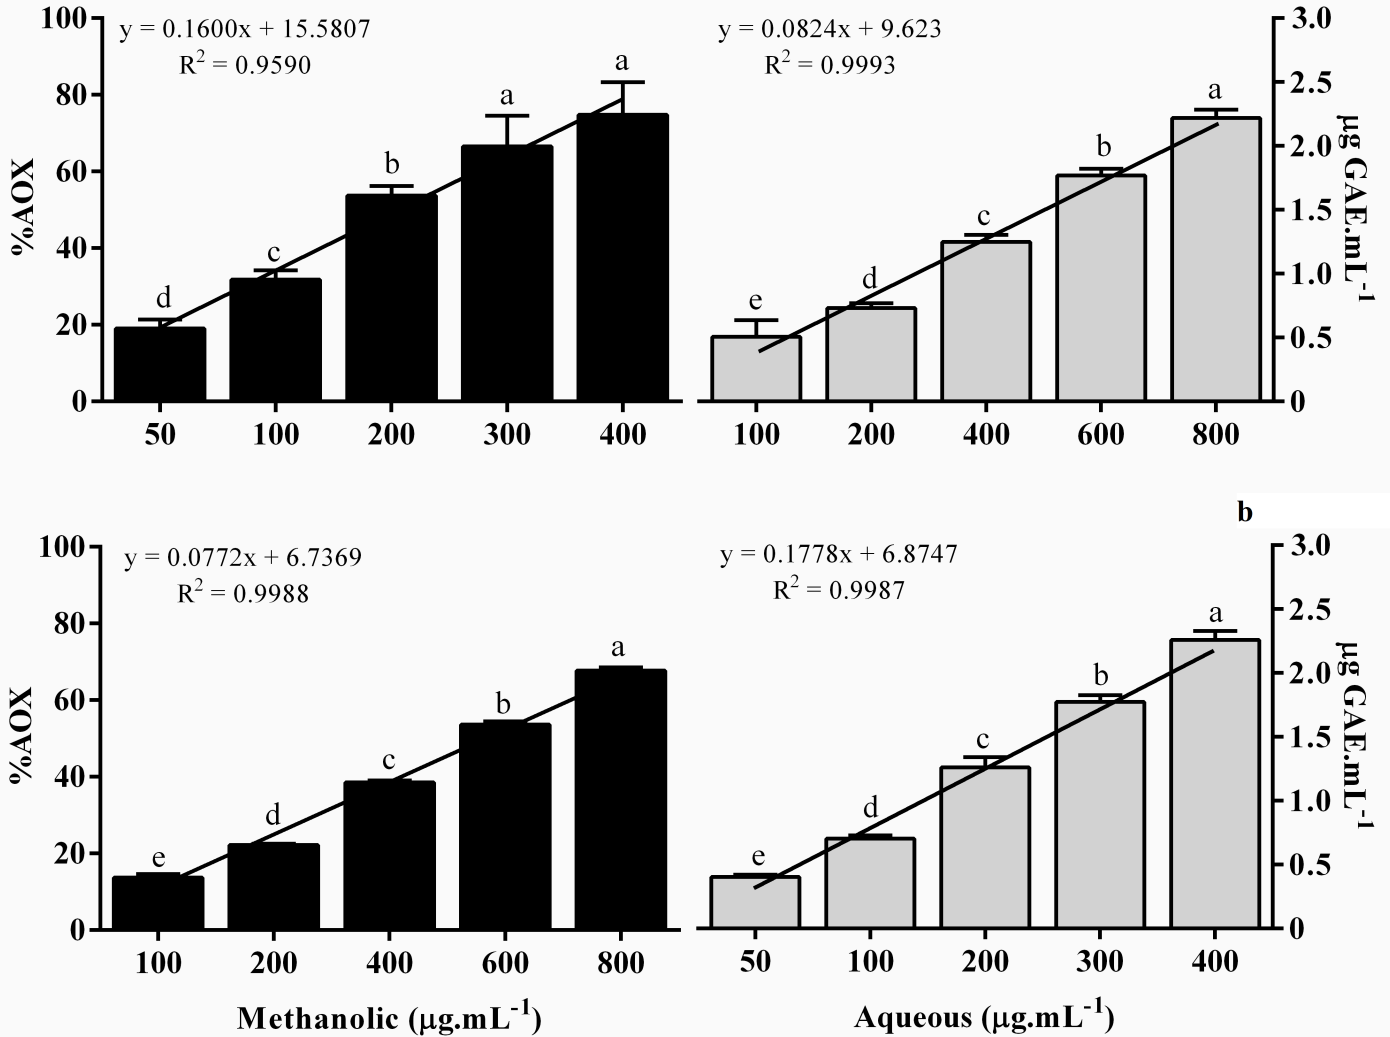 y = 0.1600x + 15.5807
R² = 0.9590
%AOX
100
80
60
40
20
0
d
c
b
a
a
50 100 200 300 400
y = 0.0824x + 9.623
R² = 0.9993
e
d
c
b
a
3.0
2.5
2.0
1.5
1.0
0.5
0
µg GAE.mL⁻¹
100 200 400 600 800
b
y = 0.0772x + 6.7369
R² = 0.9988
%AOX
100
80
60
40
20
0
e
d
c
b
a
100 200 400 600 800
Methanolic (µg.mL⁻¹)
y = 0.1778x + 6.8747
R² = 0.9987
e
d
c
b
a
3.0
2.5
2.0
1.5
1.0
0.5
0
µg GAE.mL⁻¹
50 100 200 300 400
Aqueous (µg.mL⁻¹)